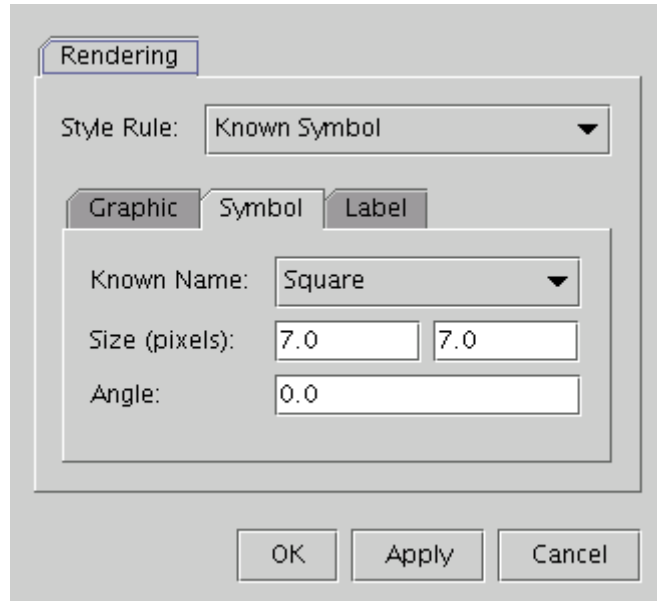 Rendering
Style Rule: Known Symbol
Graphic Symbol Label
Known Name: Square
Size (pixels): 7.0 7.0
Angle: 0.0
OK Apply Cancel